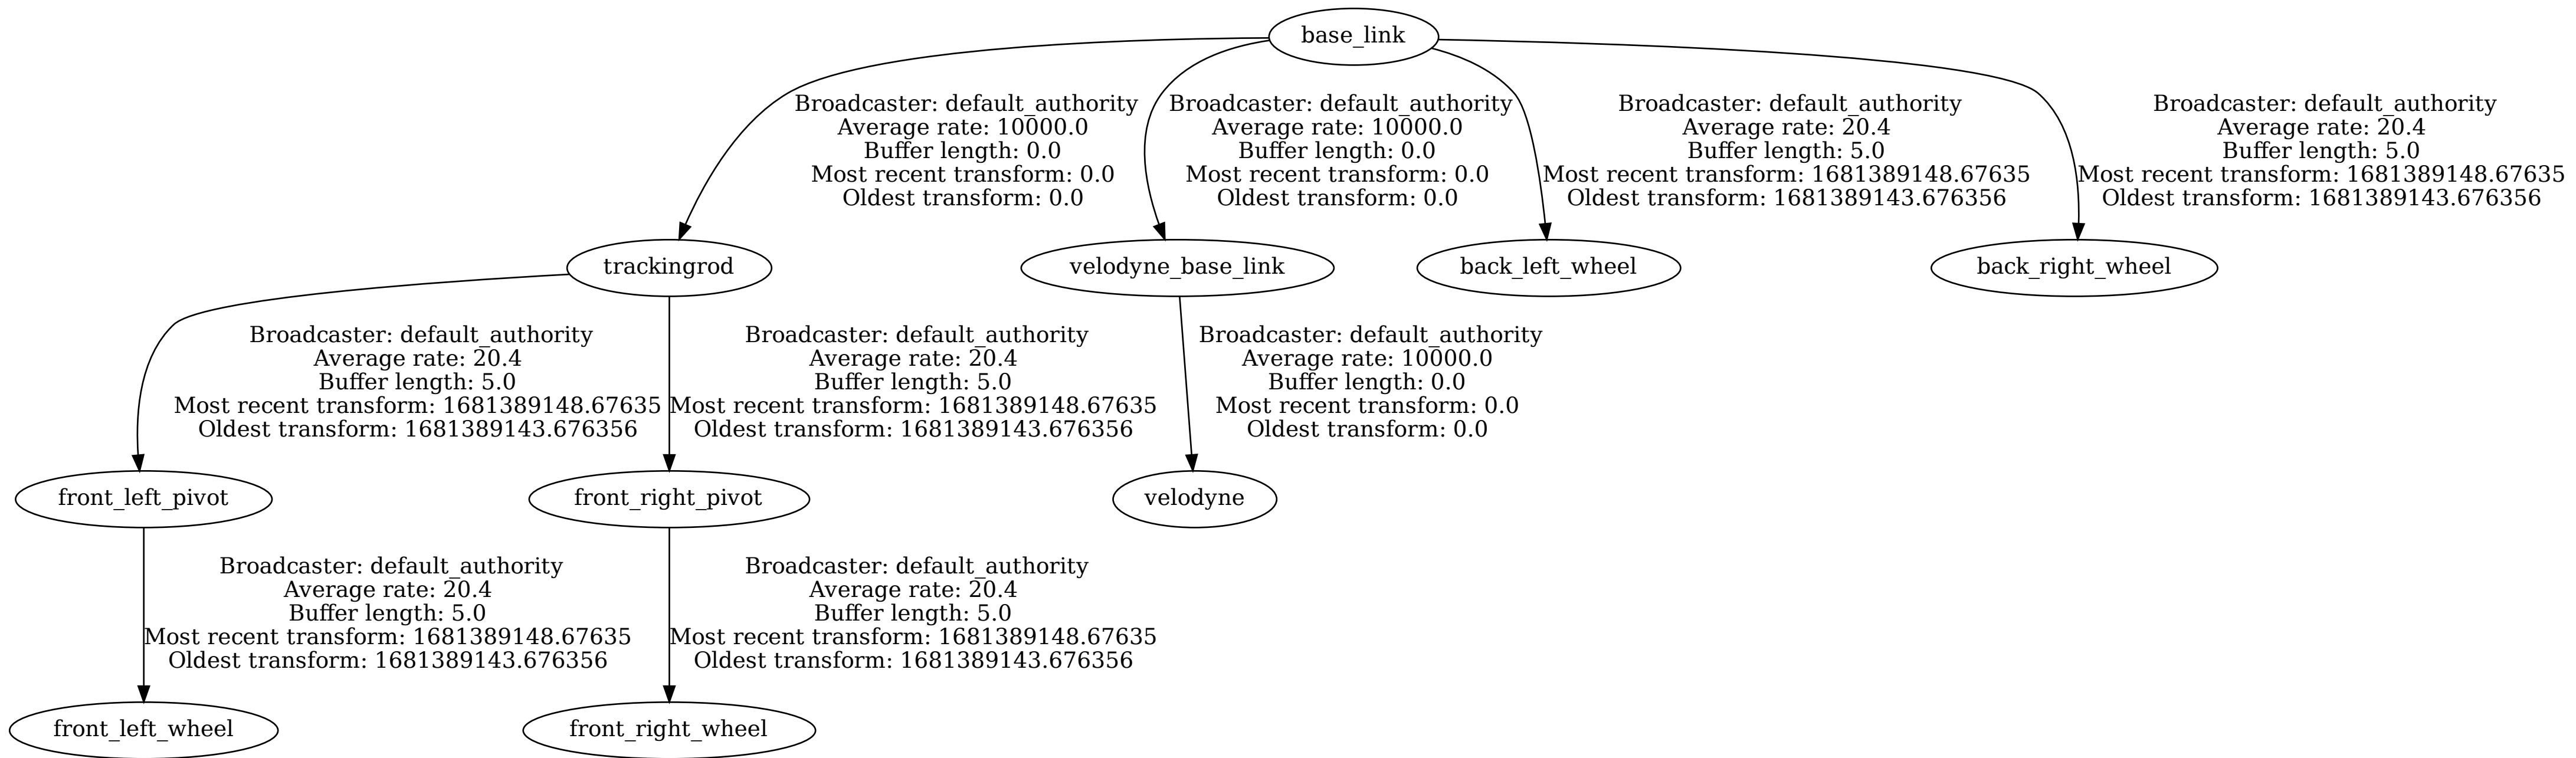 base_link
Broadcaster: default_authority
Average rate: 10000.0
Buffer length: 0.0
Most recent transform: 0.0
Oldest transform: 0.0
Broadcaster: default_authority
Average rate: 10000.0
Buffer length: 0.0
Most recent transform: 0.0
Oldest transform: 0.0
Broadcaster: default_authority
Average rate: 20.4
Buffer length: 5.0
Most recent transform: 1681389148.67635
Oldest transform: 1681389143.676356
Broadcaster: default_authority
Average rate: 20.4
Buffer length: 5.0
Most recent transform: 1681389148.67635
Oldest transform: 1681389143.676356
trackingrod
velodyne_base_link
back_left_wheel
back_right_wheel
Broadcaster: default_authority
Average rate: 20.4
Buffer length: 5.0
Most recent transform: 1681389148.67635
Oldest transform: 1681389143.676356
Broadcaster: default_authority
Average rate: 20.4
Buffer length: 5.0
Most recent transform: 1681389148.67635
Oldest transform: 1681389143.676356
Broadcaster: default_authority
Average rate: 10000.0
Buffer length: 0.0
Most recent transform: 0.0
Oldest transform: 0.0
front_left_pivot
front_right_pivot
velodyne
Broadcaster: default_authority
Average rate: 20.4
Buffer length: 5.0
Most recent transform: 1681389148.67635
Oldest transform: 1681389143.676356
Broadcaster: default_authority
Average rate: 20.4
Buffer length: 5.0
Most recent transform: 1681389148.67635
Oldest transform: 1681389143.676356
front_left_wheel
front_right_wheel